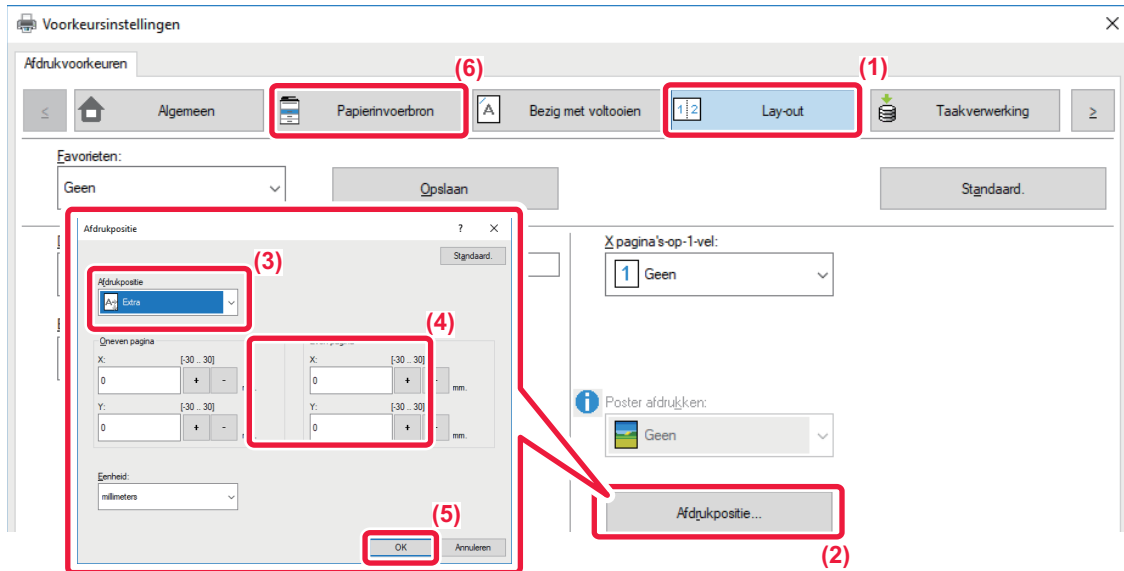 Voorkeursinstellingen
Afdrukvoorkeuren
(6)
(1)
≤ Algemeen Papierinvoerbron Bezig met voltooien Lay-out Taakverwerking ≥
Favorieten:
Geen Opslaan Standaard.
Afdrukpositie ? ×
Standaard.
(3)
Afdrukpositie
Extra
(4)
Oneven pagina
X: [-30 .. 30] X: [-30 .. 30]
0 + - 0 + - mm.
Y: [-30 .. 30] Y: [-30 .. 30]
0 + - 0 + - mm.
Eenheid:
millimeters
(5)
OK Annuleren
X pagina's-op-1-vel:
1 Geen
Poster afdrukken:
Geen
Afdrukpositie...
(2)